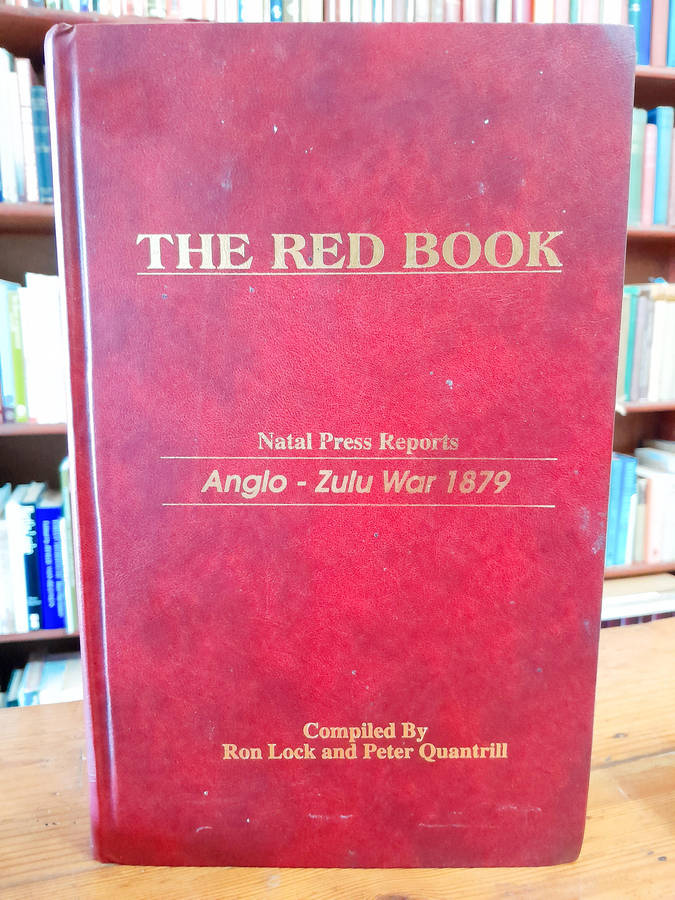 THE RED BOOK
Natal Press Reports
Anglo - Zulu War 1879
Compiled By
Ron Lock and Peter Quantrill